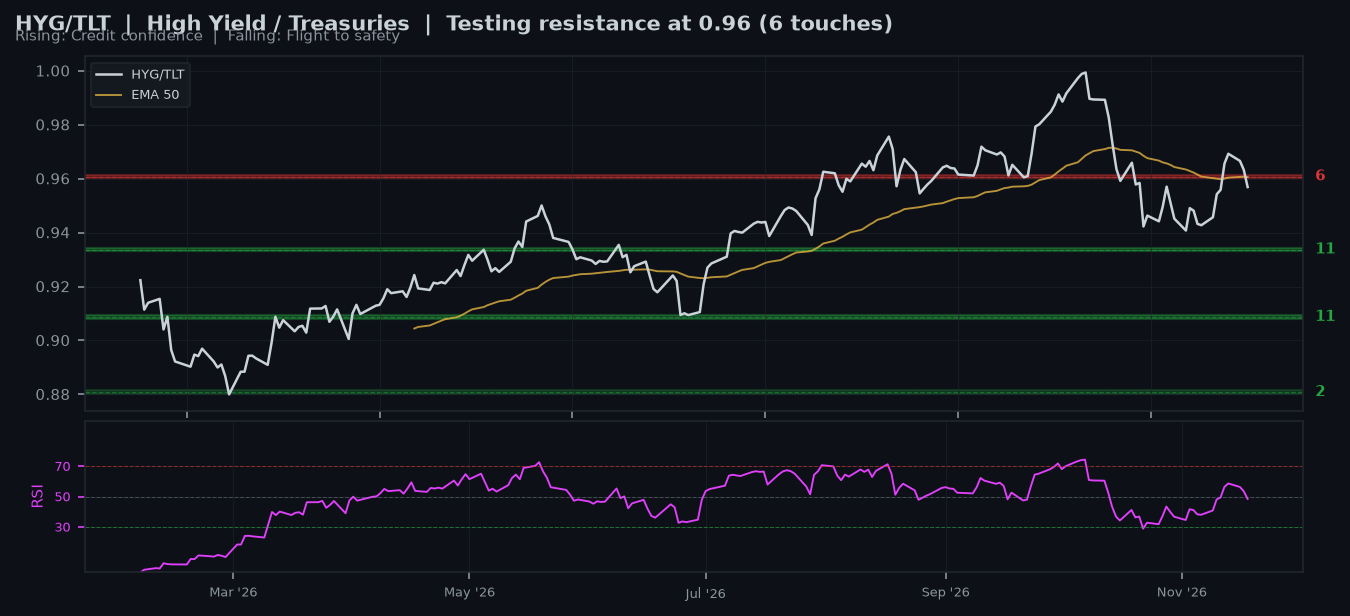 HYG/TLT | High Yield / Treasuries | Testing resistance at 0.96 (6 touches)
Rising: Credit confidence | Falling: Flight to safety
HYG/TLT
EMA 50
1.00
0.98
0.96
0.94
0.92
0.90
0.88
6
11
11
2
RSI
70
50
30
Mar '26
May '26
Jul '26
Sep '26
Nov '26